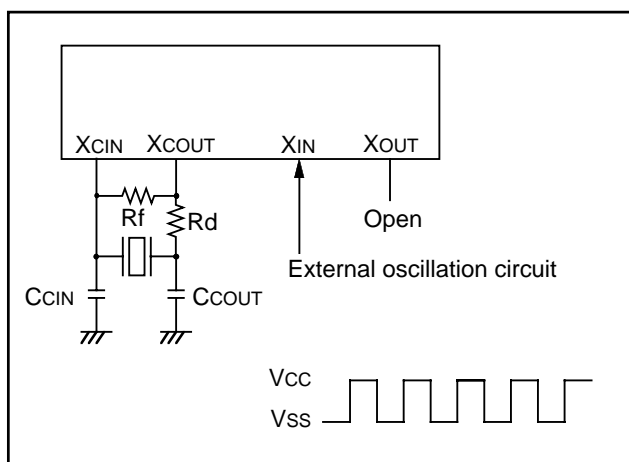 XCIN XCOUT XIN XOUT
Rf
Rd
Open
External oscillation circuit
CCIN
CCOUT
VCC
VSS